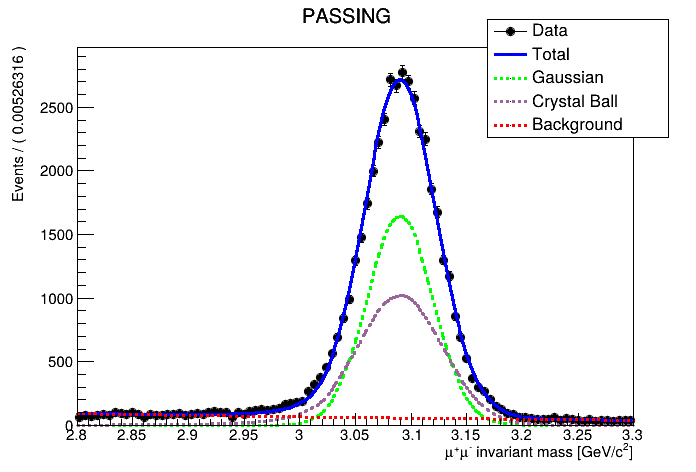 PASSING
Data
Total
Gaussian
Crystal Ball
Background
Events / ( 0.00526316 )
2500
2000
1500
1000
500
0
2.8 2.85 2.9 2.95 3 3.05 3.1 3.15 3.2 3.25 3.3
μ⁺μ⁻ invariant mass [GeV/c²]